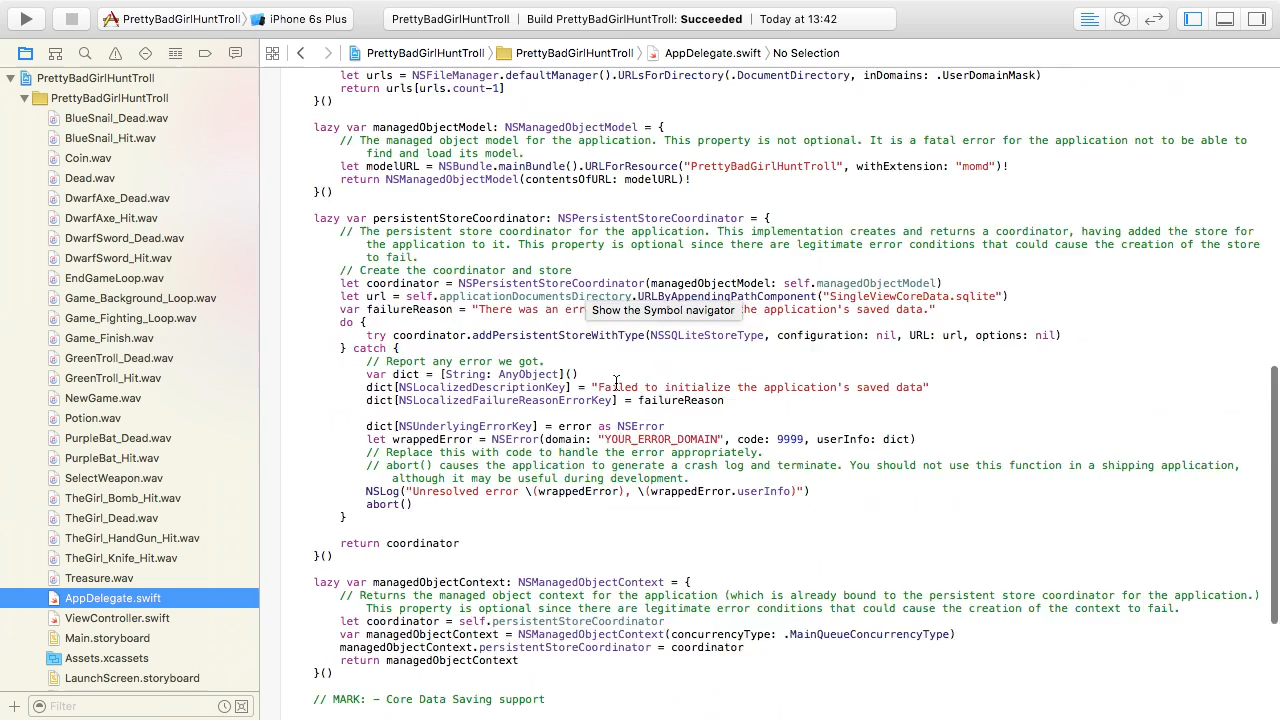 PrettyBadGirlHuntTroll iPhone 6s Plus PrettyBadGirlHuntTroll Build PrettyBadGirlHuntTroll: Succeeded Today at 13:42
PrettyBadGirlHuntTroll PrettyBadGirlHuntTroll AppDelegate.swift No Selection
PrettyBadGirlHuntTroll
PrettyBadGirlHuntTroll
BlueSnail_Dead.wav
BlueSnail_Hit.wav
Coin.wav
Dead.wav
DwarfAxe_Dead.wav
DwarfAxe_Hit.wav
DwarfSword_Dead.wav
DwarfSword_Hit.wav
EndGameLoop.wav
Game_Background_Loop.wav
Game_Fighting_Loop.wav
Game_Finish.wav
GreenTroll_Dead.wav
GreenTroll_Hit.wav
NewGame.wav
Potion.wav
PurpleBat_Dead.wav
PurpleBat_Hit.wav
SelectWeapon.wav
TheGirl_Bomb_Hit.wav
TheGirl_Dead.wav
TheGirl_HandGun_Hit.wav
TheGirl_Knife_Hit.wav
Treasure.wav
AppDelegate.swift
ViewController.swift
Main.storyboard
Assets.xcassets
LaunchScreen.storyboard
Filter
let urls = NSFileManager.defaultManager().URLsForDirectory(.DocumentDirectory, inDomains: .UserDomainMask)
return urls[urls.count-1]
}()
lazy var managedObjectModel: NSManagedObjectModel = {
// The managed object model for the application. This property is not optional. It is a fatal error for the application not to be able to
find and load its model.
let modelURL = NSBundle.mainBundle().URLForResource("PrettyBadGirlHuntTroll", withExtension: "momd")!
return NSManagedObjectModel(contentsOfURL: modelURL)!
}()
lazy var persistentStoreCoordinator: NSPersistentStoreCoordinator = {
// The persistent store coordinator for the application. This implementation creates and returns a coordinator, having added the store for
the application to it. This property is optional since there are legitimate error conditions that could cause the creation of the store
to fail.
// Create the coordinator and store
let coordinator = NSPersistentStoreCoordinator(managedObjectModel: self.managedObjectModel)
let url = self.applicationDocumentsDirectory.URLByAppendingPathComponent("SingleViewCoreData.sqlite")
var failureReason = "There was an err Show the Symbol navigator the application's saved data."
do {
try coordinator.addPersistentStoreWithType(NSSQLiteStoreType, configuration: nil, URL: url, options: nil)
} catch {
// Report any error we got.
var dict = [String: AnyObject]()
dict[NSLocalizedDescriptionKey] = "Failed to initialize the application's saved data"
dict[NSLocalizedFailureReasonErrorKey] = failureReason
dict[NSUnderlyingErrorKey] = error as NSError
let wrappedError = NSError(domain: "YOUR_ERROR_DOMAIN", code: 9999, userInfo: dict)
// Replace this with code to handle the error appropriately.
// abort() causes the application to generate a crash log and terminate. You should not use this function in a shipping application,
although it may be useful during development.
NSLog("Unresolved error \(wrappedError), \(wrappedError.userInfo)")
abort()
}
return coordinator
}()
lazy var managedObjectContext: NSManagedObjectContext = {
// Returns the managed object context for the application (which is already bound to the persistent store coordinator for the application.)
This property is optional since there are legitimate error conditions that could cause the creation of the context to fail.
let coordinator = self.persistentStoreCoordinator
var managedObjectContext = NSManagedObjectContext(concurrencyType: .MainQueueConcurrencyType)
managedObjectContext.persistentStoreCoordinator = coordinator
return managedObjectContext
}()
// MARK: - Core Data Saving support